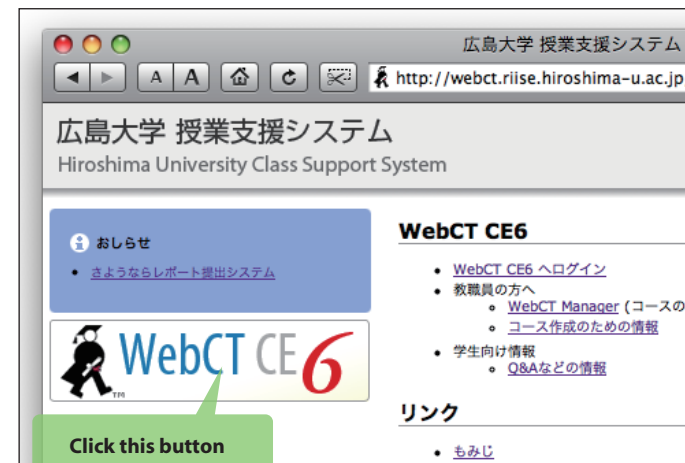 広島大学 授業支援システム
A A
http://webct.riise.hiroshima-u.ac.jp
広島大学 授業支援システム
Hiroshima University Class Support System
おしらせ
さようならレポート提出システム
WebCT CE6
TM
Click this button
WebCT CE6
WebCT CE6 へログイン
教職員の方へ
WebCT Manager (コースの
コース作成のための情報
学生向け情報
Q&Aなどの情報
リンク
もみじ